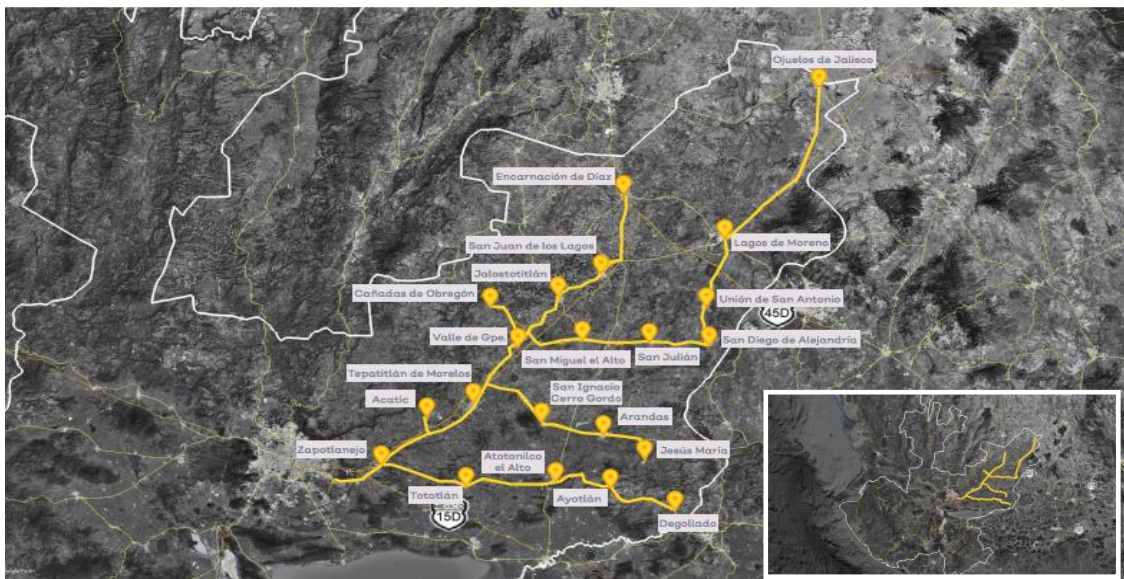 Ojuelos de Jalisco
Encarnación de Díaz
Lagos de Moreno
San Juan de los Lagos
Jalostotitlán
Cañadas de Obregón
Unión de San Antonio
45D
Valle de Gpe.
San Diego de Alejandría
San Miguel el Alto
San Julián
Tepatitlán de Morelos
San Ignacio
Cerro Gordo
Acatic
Arandas
Zapotlanejo
Jesús María
Atotonilco
el Alto
Tototlán
Ayotlán
MÉXICO
15D
Degollado